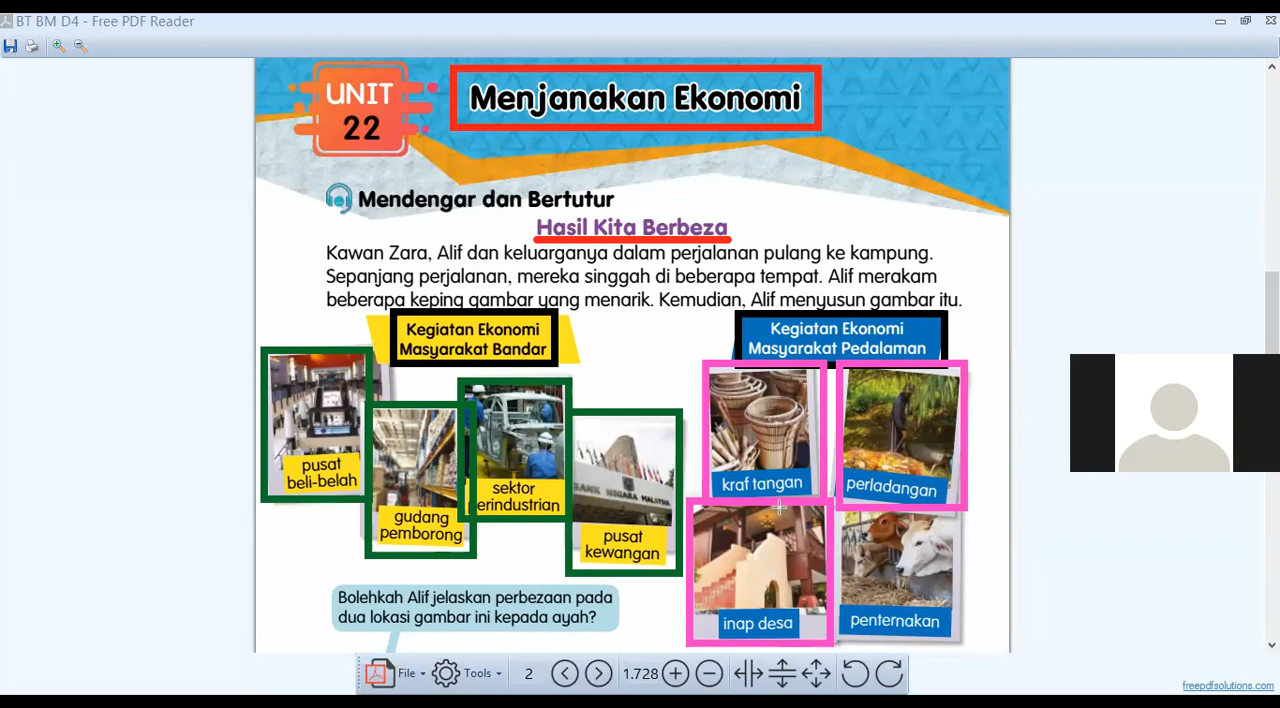 BT BM D4 - Free PDF Reader
UNIT
22
Menjanakan Ekonomi
Mendengar dan Bertutur
Hasil Kita Berbeza
Kawan Zara, Alif dan keluarganya dalam perjalanan pulang ke kampung.
Sepanjang perjalanan, mereka singgah di beberapa tempat. Alif merakam
beberapa keping gambar yang menarik. Kemudian, Alif menyusun gambar itu.
Kegiatan Ekonomi
Masyarakat Bandar
Kegiatan Ekonomi
Masyarakat Pedalaman
pusat
beli-belah
gudang
pemborong
sektor
perindustrian
BANK NEGARA MALAYSIA
pusat
kewangan
kraf tangan
perladangan
inap desa
penternakan
Bolehkah Alif jelaskan perbezaan pada
dua lokasi gambar ini kepada ayah?
File
Tools
2
1.728
freepdfsolutions.com